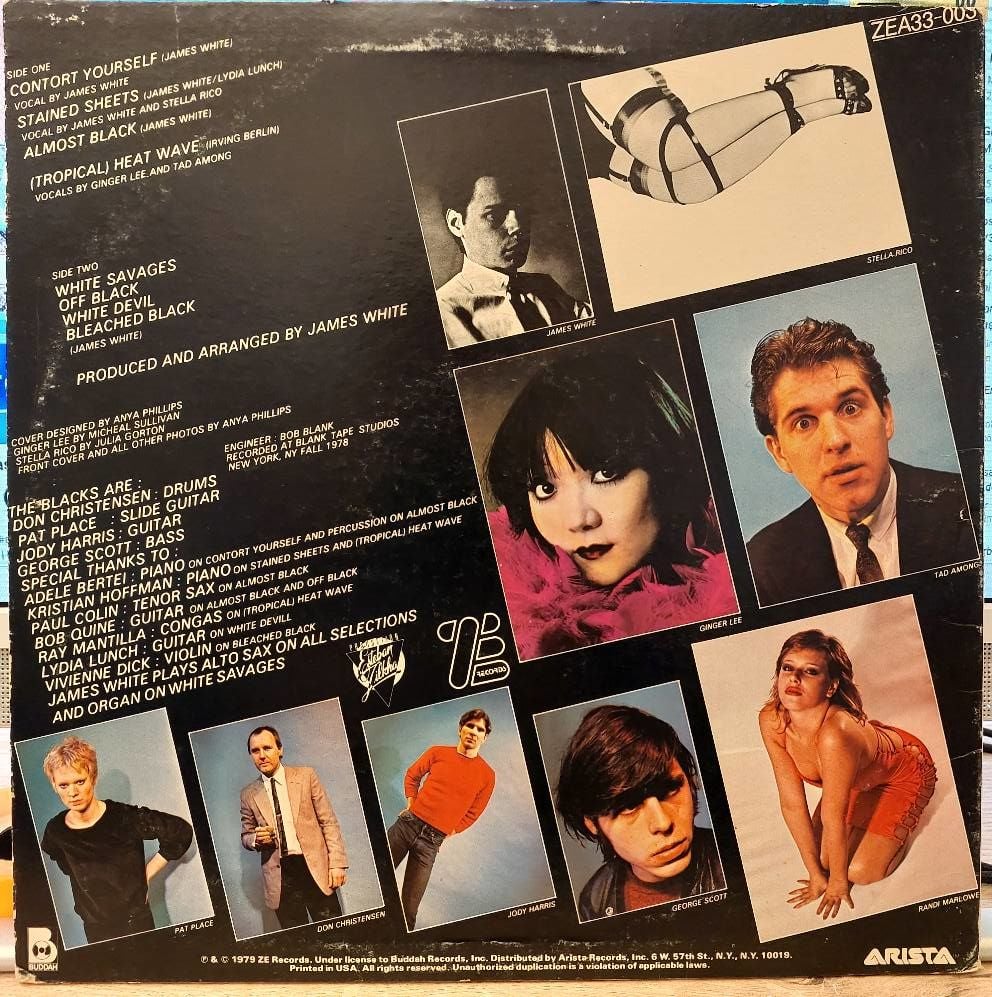 ZEA33-005
SIDE ONE
CONTORT YOURSELF (JAMES WHITE)
VOCAL BY JAMES WHITE
STAINED SHEETS (JAMES WHITE/LYDIA LUNCH)
VOCAL BY JAMES WHITE AND STELLA RICO
ALMOST BLACK (JAMES WHITE)
(TROPICAL) HEAT WAVE (IRVING BERLIN)
VOCALS BY GINGER LEE AND TAD AMONG
SIDE TWO
WHITE SAVAGES
OFF BLACK
WHITE DEVIL
BLEACHED BLACK
(JAMES WHITE)
PRODUCED AND ARRANGED BY JAMES WHITE
COVER DESIGNED BY ANYA PHILLIPS
GINGER LEE BY MICHEAL SULLIVAN
STELLA RICO BY JULIA GORTON
FRONT COVER AND ALL OTHER PHOTOS BY ANYA PHILLIPS
ENGINEER : BOB BLANK
RECORDED AT BLANK TAPE STUDIOS
NEW YORK, NY FALL 1978
THE BLACKS ARE :
DON CHRISTENSEN : DRUMS
PAT PLACE : SLIDE GUITAR
JODY HARRIS : GUITAR
GEORGE SCOTT : BASS
SPECIAL THANKS TO :
ADELE BERTEI : PIANO ON CONTORT YOURSELF AND PERCUSSION ON ALMOST BLACK
KRISTIAN HOFFMAN : PIANO ON STAINED SHEETS AND (TROPICAL) HEAT WAVE
PAUL COLIN : TENOR SAX ON ALMOST BLACK
BOB QUINE : GUITAR ON ALMOST BLACK AND OFF BLACK
RAY MANTILLA : CONGAS ON (TROPICAL) HEAT WAVE
LYDIA LUNCH : GUITAR ON WHITE DEVILL
VIVIENNE DICK : VIOLIN ON BLEACHED BLACK
JAMES WHITE PLAYS ALTO SAX ON ALL SELECTIONS
AND ORGAN ON WHITE SAVAGES
JAMES WHITE
STELLA RICO
GINGER LEE
TAD AMONG
ZE
RECORDS
PAT PLACE
DON CHRISTENSEN
JODY HARRIS
GEORGE SCOTT
RANDI MARLOWE
BUDDAH
℗ & © 1979 ZE Records. Under license to Buddah Records, Inc. Distributed by Arista Records, Inc. 6 W. 57th St., N.Y., N.Y. 10019.
Printed in USA. All rights reserved. Unauthorized duplication is a violation of applicable laws.
ARISTA